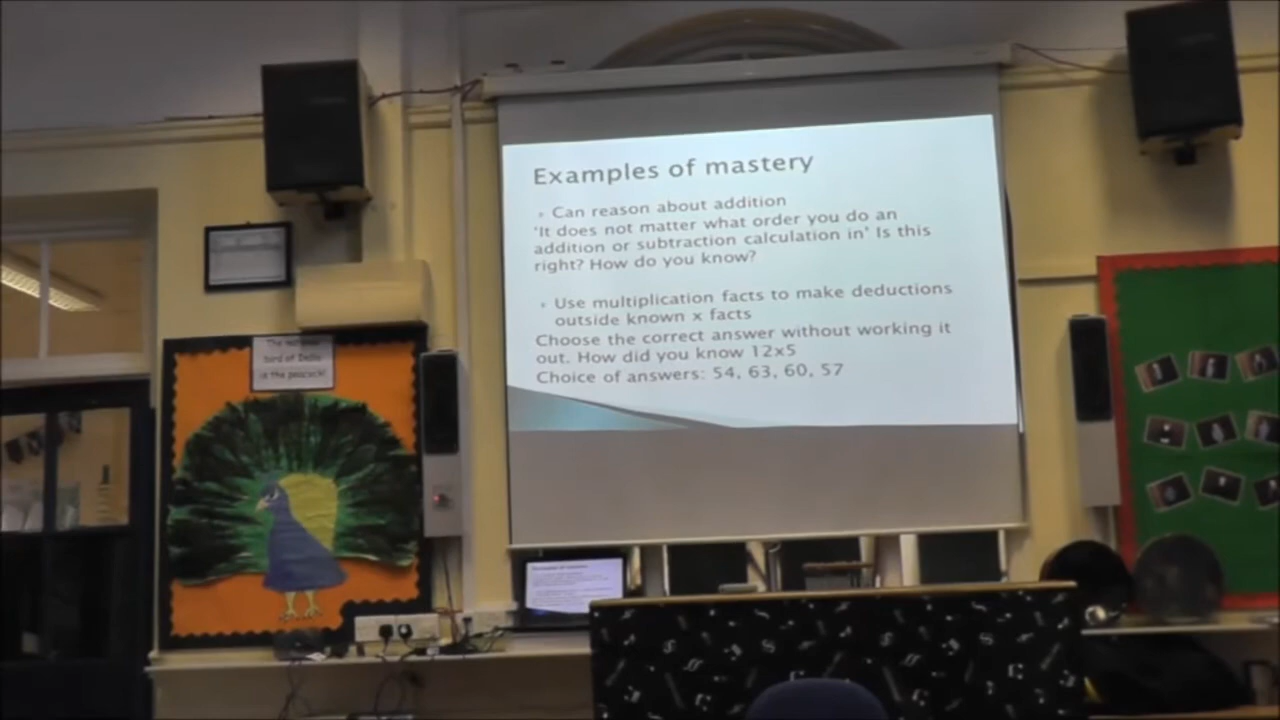 Examples of mastery
Can reason about addition
‘It does not matter what order you do an
addition or subtraction calculation in’ Is this
right? How do you know?
Use multiplication facts to make deductions
outside known x facts
Choose the correct answer without working it
out. How did you know 12x5
Choice of answers: 54, 63, 60, 57
The national
bird of India
is the peacock!